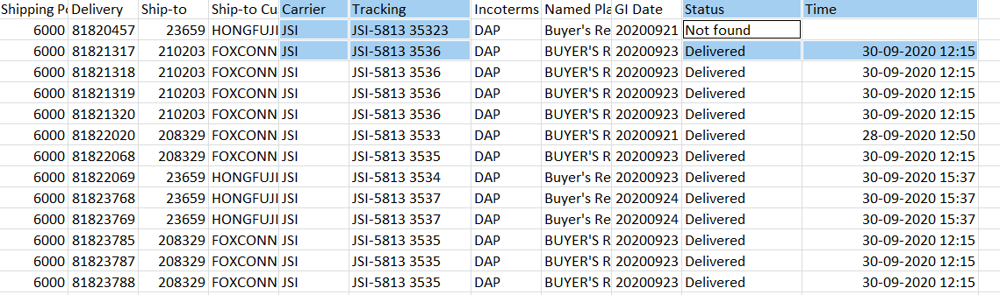 Shipping Po Delivery Ship-to Ship-to Cu Carrier Tracking Incoterms Named Pla GI Date Status Time
6000 81820457 23659 HONGFUJI JSI JSI-5813 35323 DAP Buyer's Re 20200921 Not found
6000 81821317 210203 FOXCONN JSI JSI-5813 3536 DAP BUYER'S R 20200923 Delivered 30-09-2020 12:15
6000 81821318 210203 FOXCONN JSI JSI-5813 3536 DAP BUYER'S R 20200923 Delivered 30-09-2020 12:15
6000 81821319 210203 FOXCONN JSI JSI-5813 3536 DAP BUYER'S R 20200923 Delivered 30-09-2020 12:15
6000 81821320 210203 FOXCONN JSI JSI-5813 3536 DAP BUYER'S R 20200923 Delivered 30-09-2020 12:15
6000 81822020 208329 FOXCONN JSI JSI-5813 3533 DAP BUYER'S R 20200921 Delivered 28-09-2020 12:50
6000 81822068 208329 FOXCONN JSI JSI-5813 3535 DAP BUYER'S R 20200923 Delivered 30-09-2020 12:15
6000 81822069 23659 HONGFUJI JSI JSI-5813 3534 DAP Buyer's Re 20200923 Delivered 30-09-2020 15:37
6000 81823768 23659 HONGFUJI JSI JSI-5813 3537 DAP Buyer's Re 20200924 Delivered 30-09-2020 15:37
6000 81823769 23659 HONGFUJI JSI JSI-5813 3537 DAP Buyer's Re 20200924 Delivered 30-09-2020 15:37
6000 81823785 208329 FOXCONN JSI JSI-5813 3535 DAP BUYER'S R 20200923 Delivered 30-09-2020 12:15
6000 81823787 208329 FOXCONN JSI JSI-5813 3535 DAP BUYER'S R 20200923 Delivered 30-09-2020 12:15
6000 81823788 208329 FOXCONN JSI JSI-5813 3535 DAP BUYER'S R 20200923 Delivered 30-09-2020 12:15